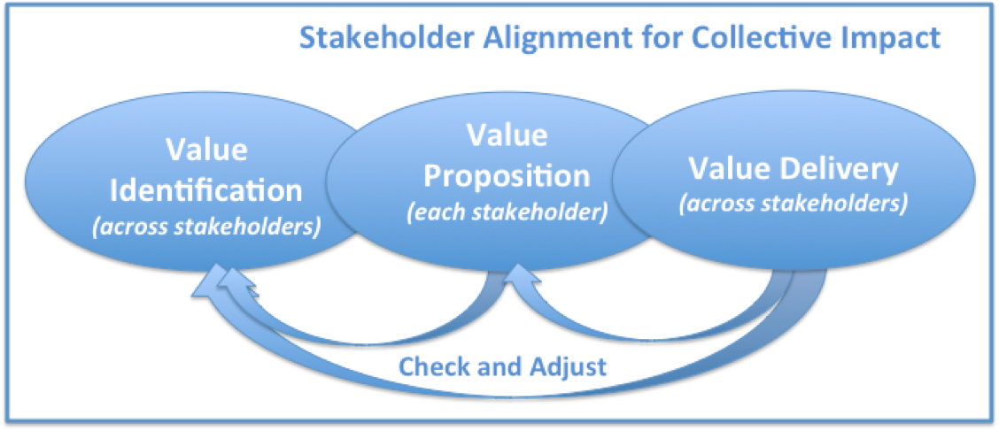 Stakeholder Alignment for Collective Impact
Value
Identification
(across stakeholders)
Value
Proposition
(each stakeholder)
Value Delivery
(across stakeholders)
Check and Adjust